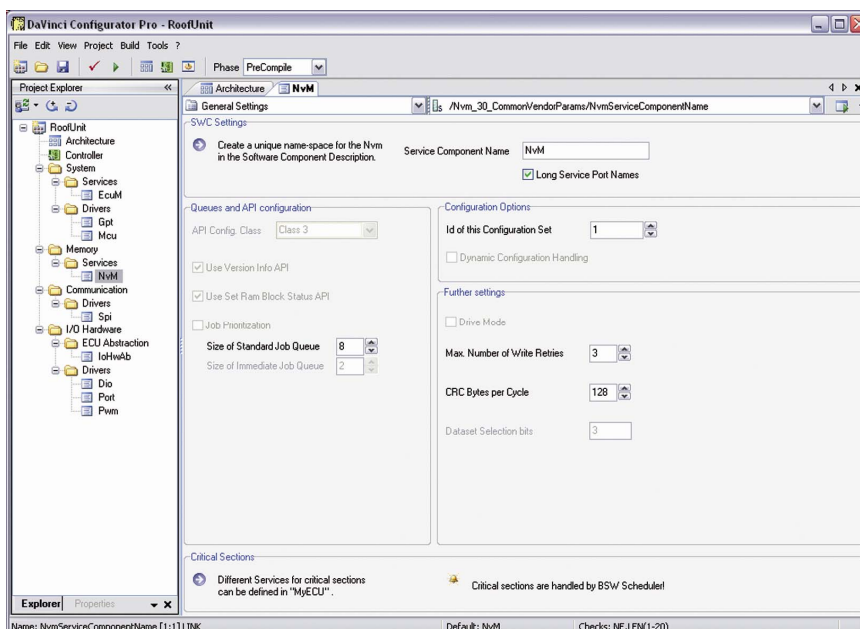 DaVinci Configurator Pro - RoofUnit
File Edit View Project Build Tools ?
Phase PreCompile
Project Explorer
Architecture NvM
General Settings /Nvm_30_CommonVendorParams/NvmServiceComponentName
RoofUnit
Architecture
Controller
System
Services
EcuM
Drivers
Gpt
Mcu
Memory
Services
NvM
Communication
Drivers
Spi
I/O Hardware
ECU Abstraction
IoHwAb
Drivers
Dio
Port
Pwm
Explorer Properties
SWC Settings
Create a unique name-space for the Nvm
in the Software Component Description.
Service Component Name NvM
Long Service Port Names
Queues and API configuration
API Config. Class Class 3
Use Version Info API
Use Set Ram Block Status API
Job Prioritization
Size of Standard Job Queue 8
Size of Immediate Job Queue 2
Configuration Options
Id of this Configuration Set 1
Dynamic Configuration Handling
Further settings
Drive Mode
Max. Number of Write Retries 3
CRC Bytes per Cycle 128
Dataset Selection bits 3
Critical Sections
Different Services for critical sections
can be defined in "MyECU" .
Critical sections are handled by BSW Scheduler!
Name: NvmServiceComponentName [1:1] LINK Default: NvM Checks: NE,LEN(1-20)